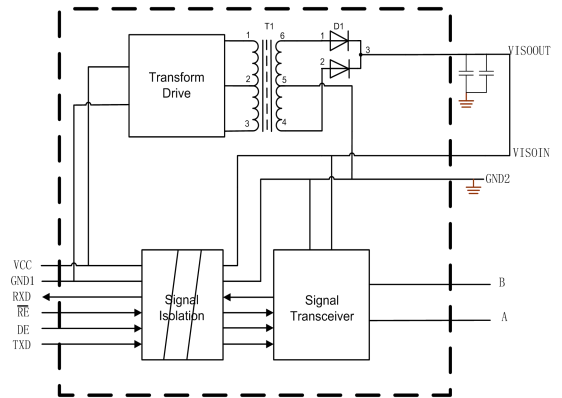 T1
D1
1
6
1
3
VISOOUT
2
Transform
Drive
2
5
3
4
VISOIN
GND2
VCC
GND1
RXD
RE
DE
TXD
Signal
Isolation
Signal
Transceiver
B
A